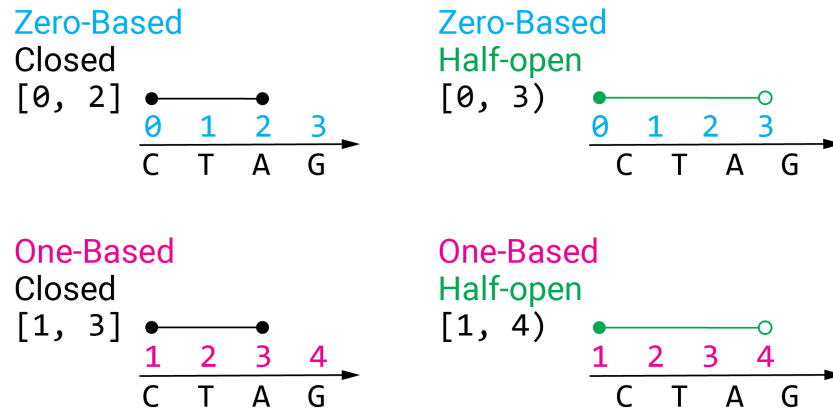 Zero-Based
Closed
[0, 2]
0 1 2 3
C T A G
Zero-Based
Half-open
[0, 3)
0 1 2 3
C T A G
One-Based
Closed
[1, 3]
1 2 3 4
C T A G
One-Based
Half-open
[1, 4)
1 2 3 4
C T A G